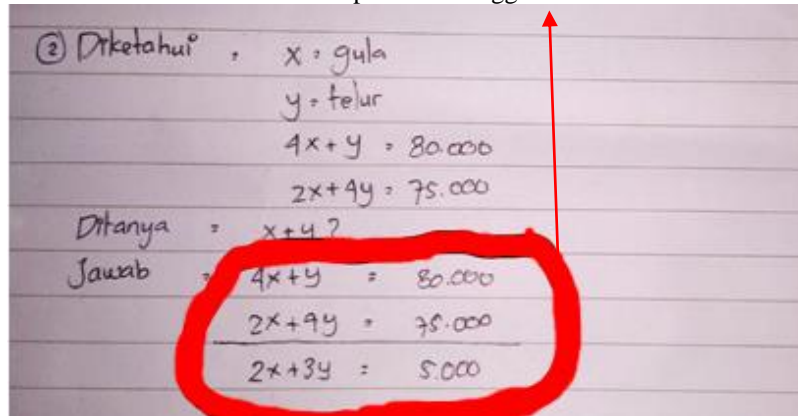 ② Diketahui : x = gula
y = telur
4x + y = 80.000
2x + 4y = 75.000
Ditanya = x + y ?
Jawab = 4x + y = 80.000
2x + 4y = 75.000
2x + 3y = 5.000